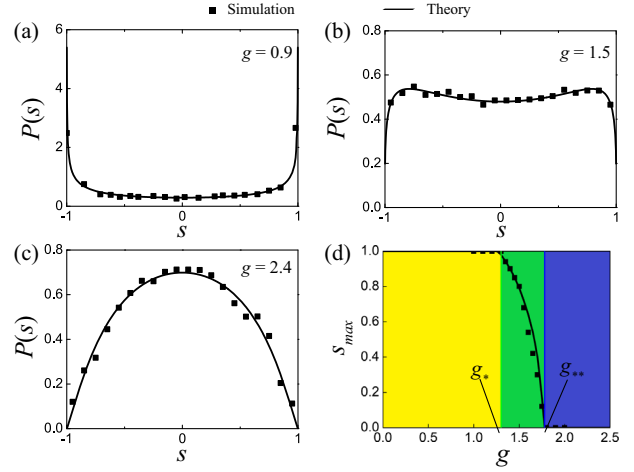 Simulation Theory
(a) (b)
g = 0.9 g = 1.5
P(s) P(s)
6
4
2
0
-1 0 1
s
0.8
0.6
0.4
0.2
0.0
-1 0 1
s
(c) (d)
g = 2.4
P(s)
0.8
0.6
0.4
0.2
0.0
-1 0 1
s
s_max
1.0
0.8
0.6
0.4
0.2
0.0
g* g**
0.0 0.5 1.0 1.5 2.0 2.5
g